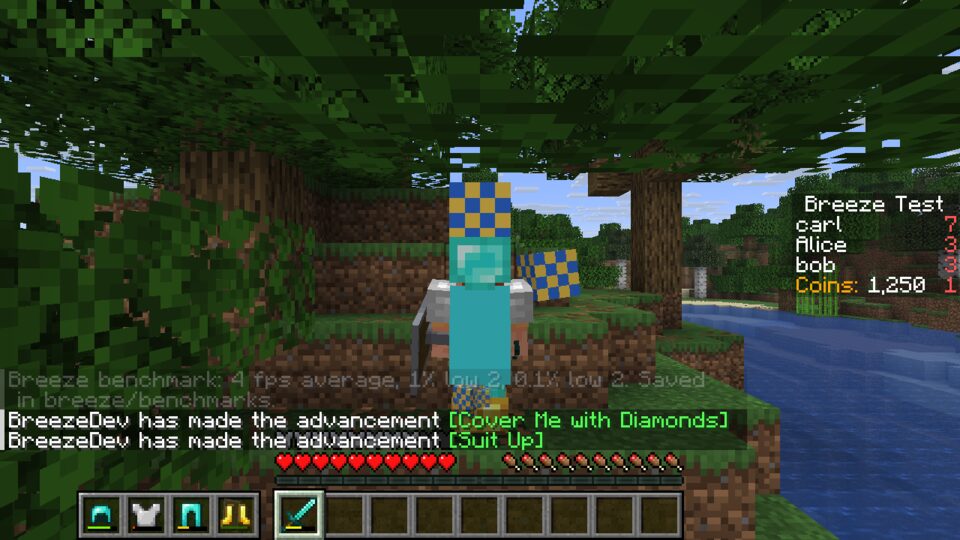 Breeze Test
carl 7
Alice 3
bob 3
Coins: 1,250 1
Breeze benchmark: 4 fps average, 1% low 2, 0.1% low 2. Saved
in breeze/benchmarks.
BreezeDev has made the advancement [Cover Me with Diamonds]
BreezeDev has made the advancement [Suit Up]